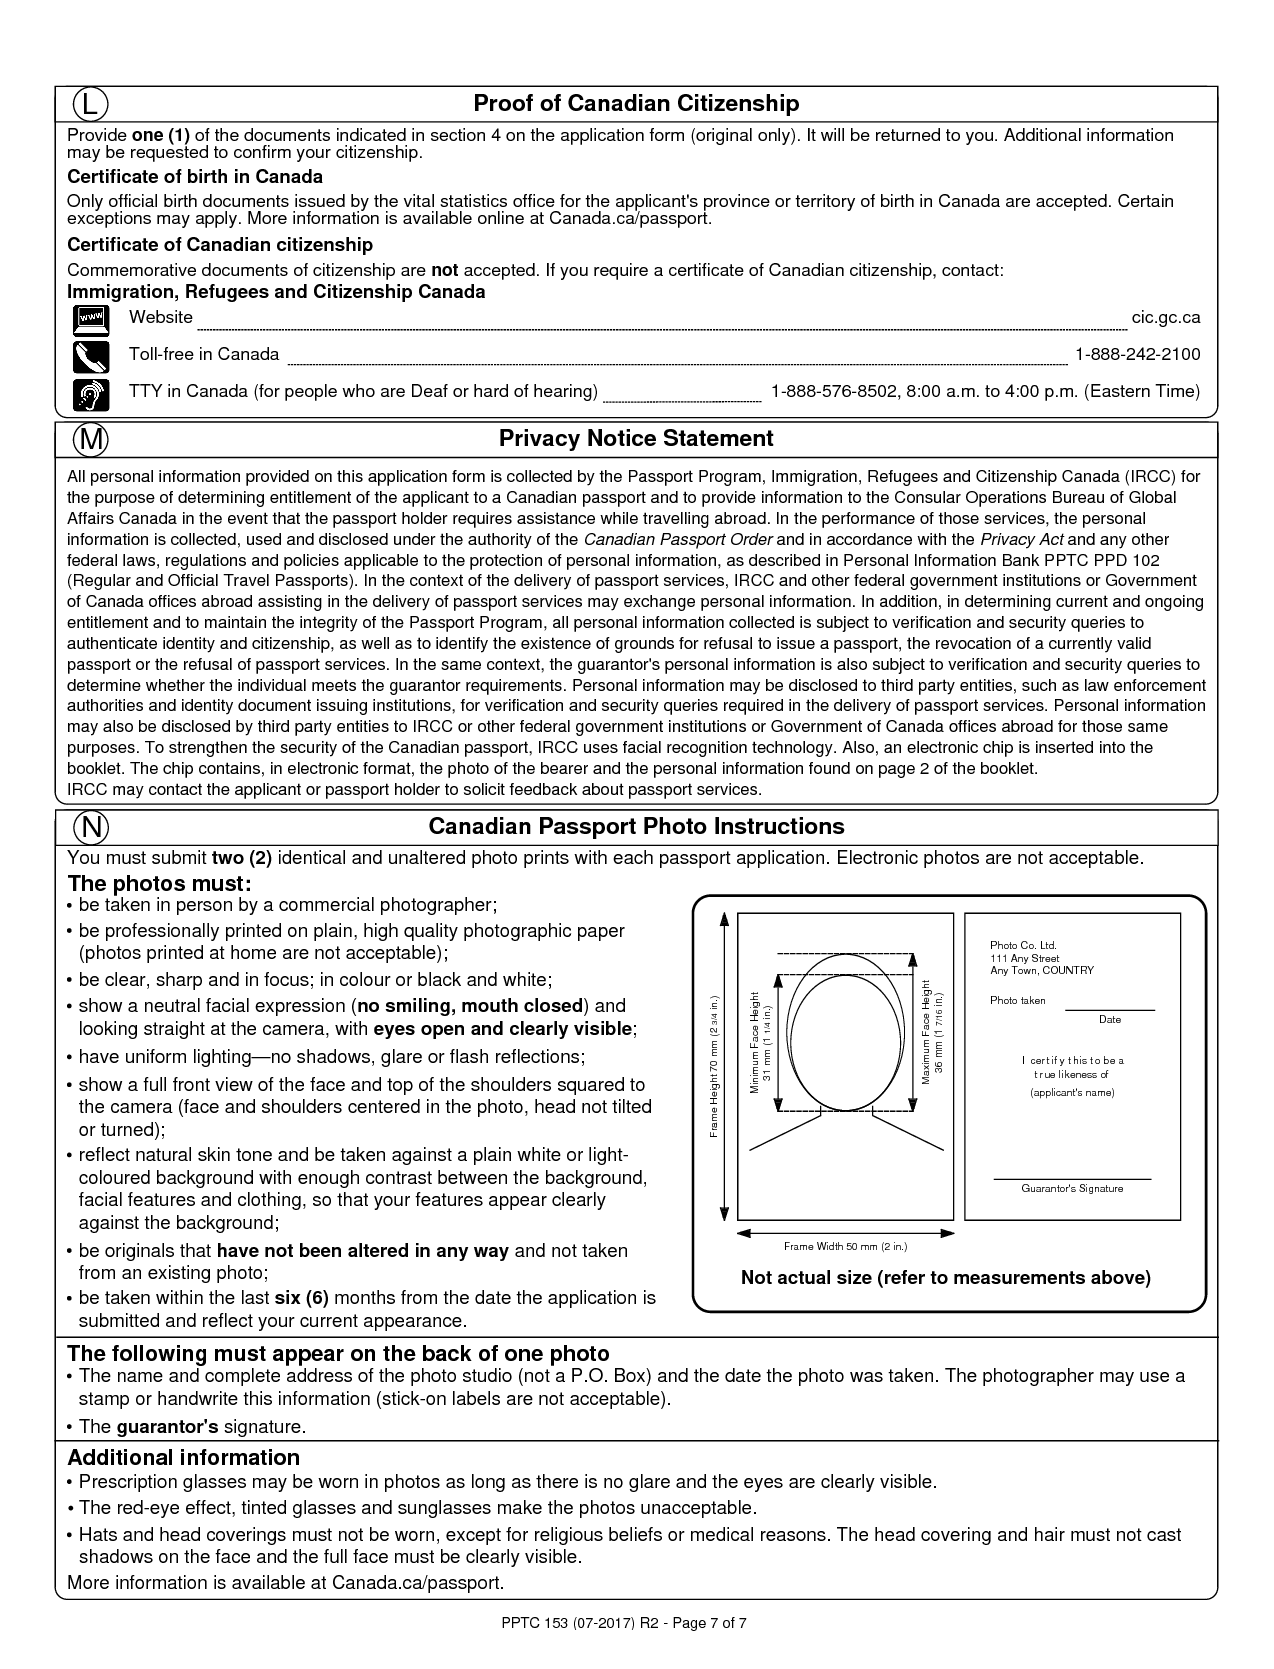 L
Proof of Canadian Citizenship
Provide one (1) of the documents indicated in section 4 on the application form (original only). It will be returned to you. Additional information
may be requested to confirm your citizenship.
Certificate of birth in Canada
Only official birth documents issued by the vital statistics office for the applicant's province or territory of birth in Canada are accepted. Certain
exceptions may apply. More information is available online at Canada.ca/passport.
Certificate of Canadian citizenship
Commemorative documents of citizenship are not accepted. If you require a certificate of Canadian citizenship, contact:
Immigration, Refugees and Citizenship Canada
www Website cic.gc.ca
Toll-free in Canada 1-888-242-2100
TTY in Canada (for people who are Deaf or hard of hearing) 1-888-576-8502, 8:00 a.m. to 4:00 p.m. (Eastern Time)
M
Privacy Notice Statement
All personal information provided on this application form is collected by the Passport Program, Immigration, Refugees and Citizenship Canada (IRCC) for
the purpose of determining entitlement of the applicant to a Canadian passport and to provide information to the Consular Operations Bureau of Global
Affairs Canada in the event that the passport holder requires assistance while travelling abroad. In the performance of those services, the personal
information is collected, used and disclosed under the authority of the Canadian Passport Order and in accordance with the Privacy Act and any other
federal laws, regulations and policies applicable to the protection of personal information, as described in Personal Information Bank PPTC PPD 102
(Regular and Official Travel Passports). In the context of the delivery of passport services, IRCC and other federal government institutions or Government
of Canada offices abroad assisting in the delivery of passport services may exchange personal information. In addition, in determining current and ongoing
entitlement and to maintain the integrity of the Passport Program, all personal information collected is subject to verification and security queries to
authenticate identity and citizenship, as well as to identify the existence of grounds for refusal to issue a passport, the revocation of a currently valid
passport or the refusal of passport services. In the same context, the guarantor's personal information is also subject to verification and security queries to
determine whether the individual meets the guarantor requirements. Personal information may be disclosed to third party entities, such as law enforcement
authorities and identity document issuing institutions, for verification and security queries required in the delivery of passport services. Personal information
may also be disclosed by third party entities to IRCC or other federal government institutions or Government of Canada offices abroad for those same
purposes. To strengthen the security of the Canadian passport, IRCC uses facial recognition technology. Also, an electronic chip is inserted into the
booklet. The chip contains, in electronic format, the photo of the bearer and the personal information found on page 2 of the booklet.
IRCC may contact the applicant or passport holder to solicit feedback about passport services.
N
Canadian Passport Photo Instructions
You must submit two (2) identical and unaltered photo prints with each passport application. Electronic photos are not acceptable.
The photos must:
• be taken in person by a commercial photographer;
• be professionally printed on plain, high quality photographic paper
(photos printed at home are not acceptable);
• be clear, sharp and in focus; in colour or black and white;
• show a neutral facial expression (no smiling, mouth closed) and
looking straight at the camera, with eyes open and clearly visible;
• have uniform lighting—no shadows, glare or flash reflections;
• show a full front view of the face and top of the shoulders squared to
the camera (face and shoulders centered in the photo, head not tilted
or turned);
• reflect natural skin tone and be taken against a plain white or light-
coloured background with enough contrast between the background,
facial features and clothing, so that your features appear clearly
against the background;
• be originals that have not been altered in any way and not taken
from an existing photo;
• be taken within the last six (6) months from the date the application is
submitted and reflect your current appearance.
Frame Height 70 mm (2 3/4 in.)
Minimum Face Height
31 mm (1 1/4 in.)
Maximum Face Height
36 mm (1 7/16 in.)
Frame Width 50 mm (2 in.)
Photo Co. Ltd.
111 Any Street
Any Town, COUNTRY
Photo taken
Date
I certify this to be a
true likeness of
(applicant's name)
Guarantor's Signature
Not actual size (refer to measurements above)
The following must appear on the back of one photo
• The name and complete address of the photo studio (not a P.O. Box) and the date the photo was taken. The photographer may use a
stamp or handwrite this information (stick-on labels are not acceptable).
• The guarantor's signature.
Additional information
• Prescription glasses may be worn in photos as long as there is no glare and the eyes are clearly visible.
• The red-eye effect, tinted glasses and sunglasses make the photos unacceptable.
• Hats and head coverings must not be worn, except for religious beliefs or medical reasons. The head covering and hair must not cast
shadows on the face and the full face must be clearly visible.
More information is available at Canada.ca/passport.
PPTC 153 (07-2017) R2 - Page 7 of 7